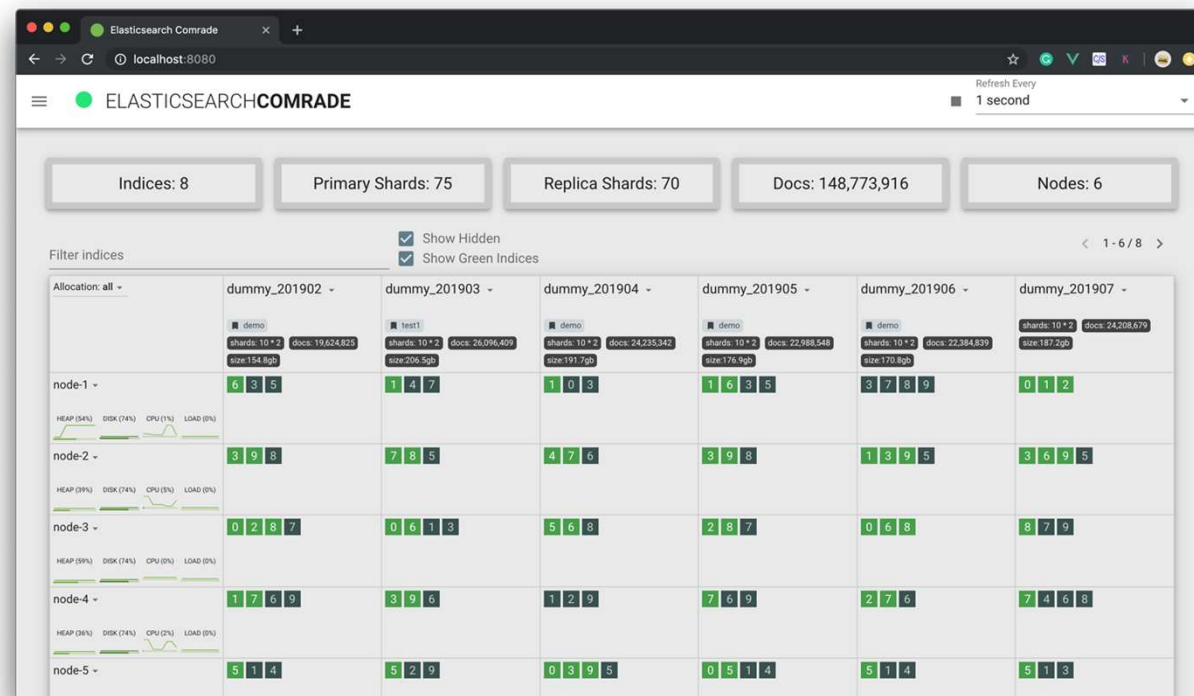 Elasticsearch Comrade
localhost:8080
ELASTICSEARCHCOMRADE
Refresh Every
1 second
Indices: 8
Primary Shards: 75
Replica Shards: 70
Docs: 148,773,916
Nodes: 6
Filter indices
Show Hidden
Show Green Indices
1 - 6 / 8
Allocation: all
dummy_201902
demo
shards: 10 * 2 docs: 19,624,825
size:154.8gb
dummy_201903
test1
shards: 10 * 2 docs: 26,096,409
size:206.5gb
dummy_201904
demo
shards: 10 * 2 docs: 24,235,342
size:191.7gb
dummy_201905
demo
shards: 10 * 2 docs: 22,988,548
size:176.9gb
dummy_201906
demo
shards: 10 * 2 docs: 22,384,839
size:170.8gb
dummy_201907
shards: 10 * 2 docs: 24,208,679
size:187.2gb
node-1
HEAP (54%) DISK (74%) CPU (1%) LOAD (0%)
6 3 5
1 4 7
1 0 3
1 6 3 5
3 7 8 9
0 1 2
node-2
HEAP (39%) DISK (74%) CPU (5%) LOAD (0%)
3 9 8
7 8 5
4 7 6
3 9 8
1 3 9 5
3 6 9 5
node-3
HEAP (59%) DISK (74%) CPU (0%) LOAD (0%)
0 2 8 7
0 6 1 3
5 6 8
2 8 7
0 6 8
8 7 9
node-4
HEAP (36%) DISK (74%) CPU (2%) LOAD (0%)
1 7 6 9
3 9 6
1 2 9
7 6 9
2 7 6
7 4 6 8
node-5
5 1 4
5 2 9
0 3 9 5
0 5 1 4
5 1 4
5 1 3